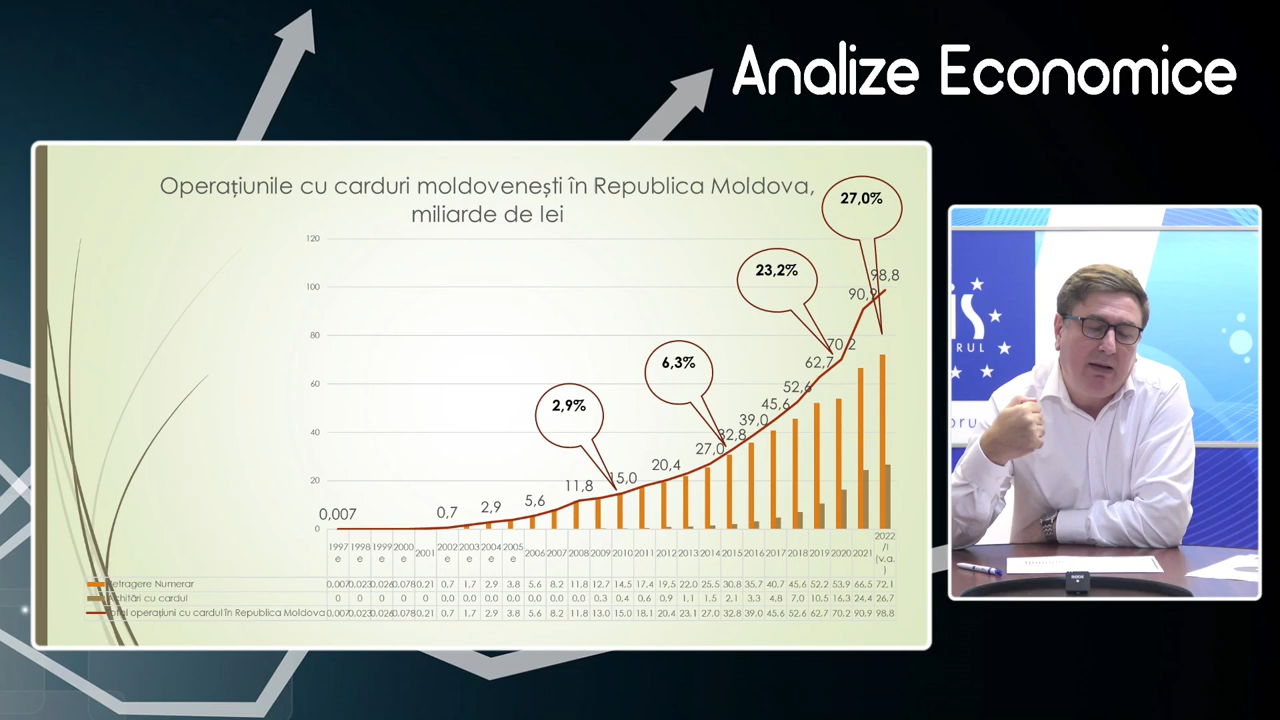 Analize Economice
Operațiunile cu carduri moldovenești în Republica Moldova,
miliarde de lei
27,0%
23,2%
6,3%
2,9%
120
100
80
60
40
20
0
0,007
0,7
2,9
5,6
11,8
15,0
20,4
27,0
32,8
39,0
45,6
52,6
62,7
70,2
90,9
98,8
1997 e 1998 e 1999 e 2000 e 2001 2002 e 2003 e 2004 e 2005 e 2006 2007 2008 2009 2010 2011 2012 2013 2014 2015 2016 2017 2018 2019 2020 2021 2022 /I (v.a.)
Retragere Numerar 0,007 0,023 0,026 0,078 0,21 0,7 1,7 2,9 3,8 5,6 8,2 11,8 12,7 14,5 17,4 19,5 22,0 25,5 30,8 35,7 40,7 45,6 52,2 53,9 66,5 72,1
Achitări cu cardul 0 0 0 0 0 0,0 0,0 0,0 0,0 0 0 0 0,3 0,4 0,6 0,9 1,1 1,5 2,1 3,3 4,8 7,0 10,5 16,3 24,4 26,7
Total operațiuni cu cardul în Republica Moldova 0,007 0,023 0,026 0,078 0,21 0,7 1,7 2,9 3,8 5,6 8,2 11,8 13,0 15,0 18,1 20,4 23,1 27,0 32,8 39,0 45,6 52,6 62,7 70,2 90,9 98,8
IS
RUL
oru